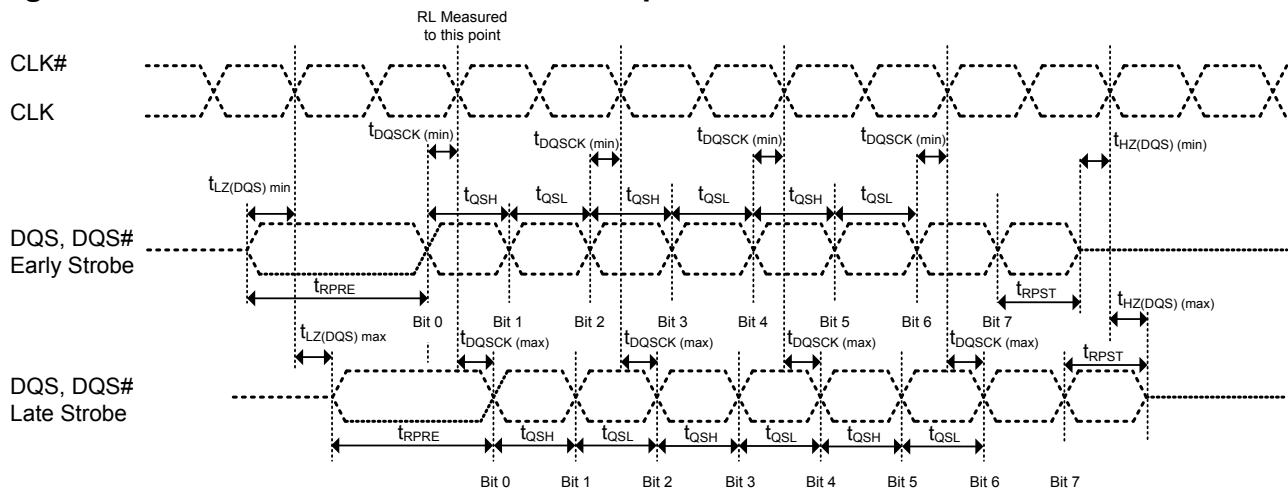 RL Measured
to this point
CLK#
CLK
tDQSCK (min) tDQSCK (min) tDQSCK (min) tDQSCK (min) tHZ(DQS) (min)
tLZ(DQS) min
tQSH tQSL tQSH tQSL tQSH tQSL
DQS, DQS#
Early Strobe
tRPRE tRPST
Bit 0 Bit 1 Bit 2 Bit 3 Bit 4 Bit 5 Bit 6 Bit 7
tHZ(DQS) (max)
tLZ(DQS) max
tDQSCK (max) tDQSCK (max) tDQSCK (max) tDQSCK (max)
tRPST
DQS, DQS#
Late Strobe
tRPRE tQSH tQSL tQSH tQSL tQSH tQSL
Bit 0 Bit 1 Bit 2 Bit 3 Bit 4 Bit 5 Bit 6 Bit 7